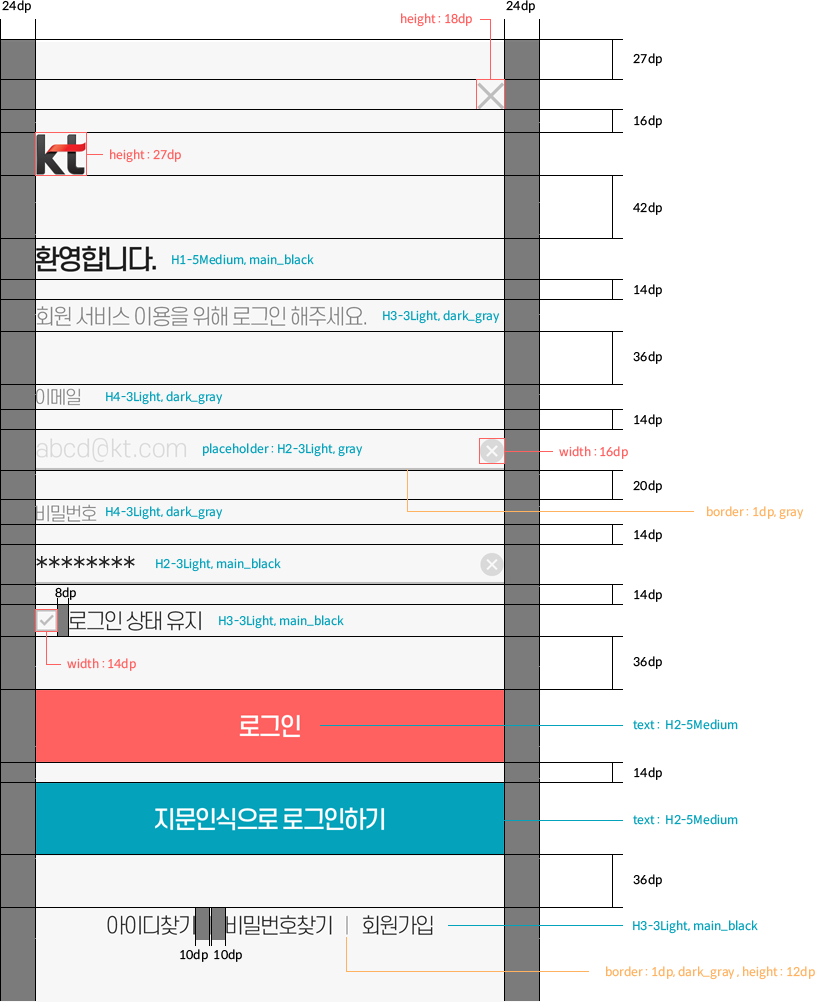 24dp 24dp
height : 18dp
27dp
16dp
kt height : 27dp
42dp
환영합니다. H1-5Medium, main_black
14dp
회원 서비스 이용을 위해 로그인 해주세요. H3-3Light, dark_gray
36dp
이메일 H4-3Light, dark_gray
14dp
abcd@kt.com placeholder : H2-3Light, gray width : 16dp
20dp
비밀번호 H4-3Light, dark_gray border : 1dp, gray
14dp
******** H2-3Light, main_black
8dp 14dp
로그인 상태 유지 H3-3Light, main_black
width : 14dp 36dp
로그인 text : H2-5Medium
14dp
지문인식으로 로그인하기 text : H2-5Medium
36dp
아이디찾기 비밀번호찾기 | 회원가입 H3-3Light, main_black
10dp 10dp
border : 1dp, dark_gray , height : 12dp